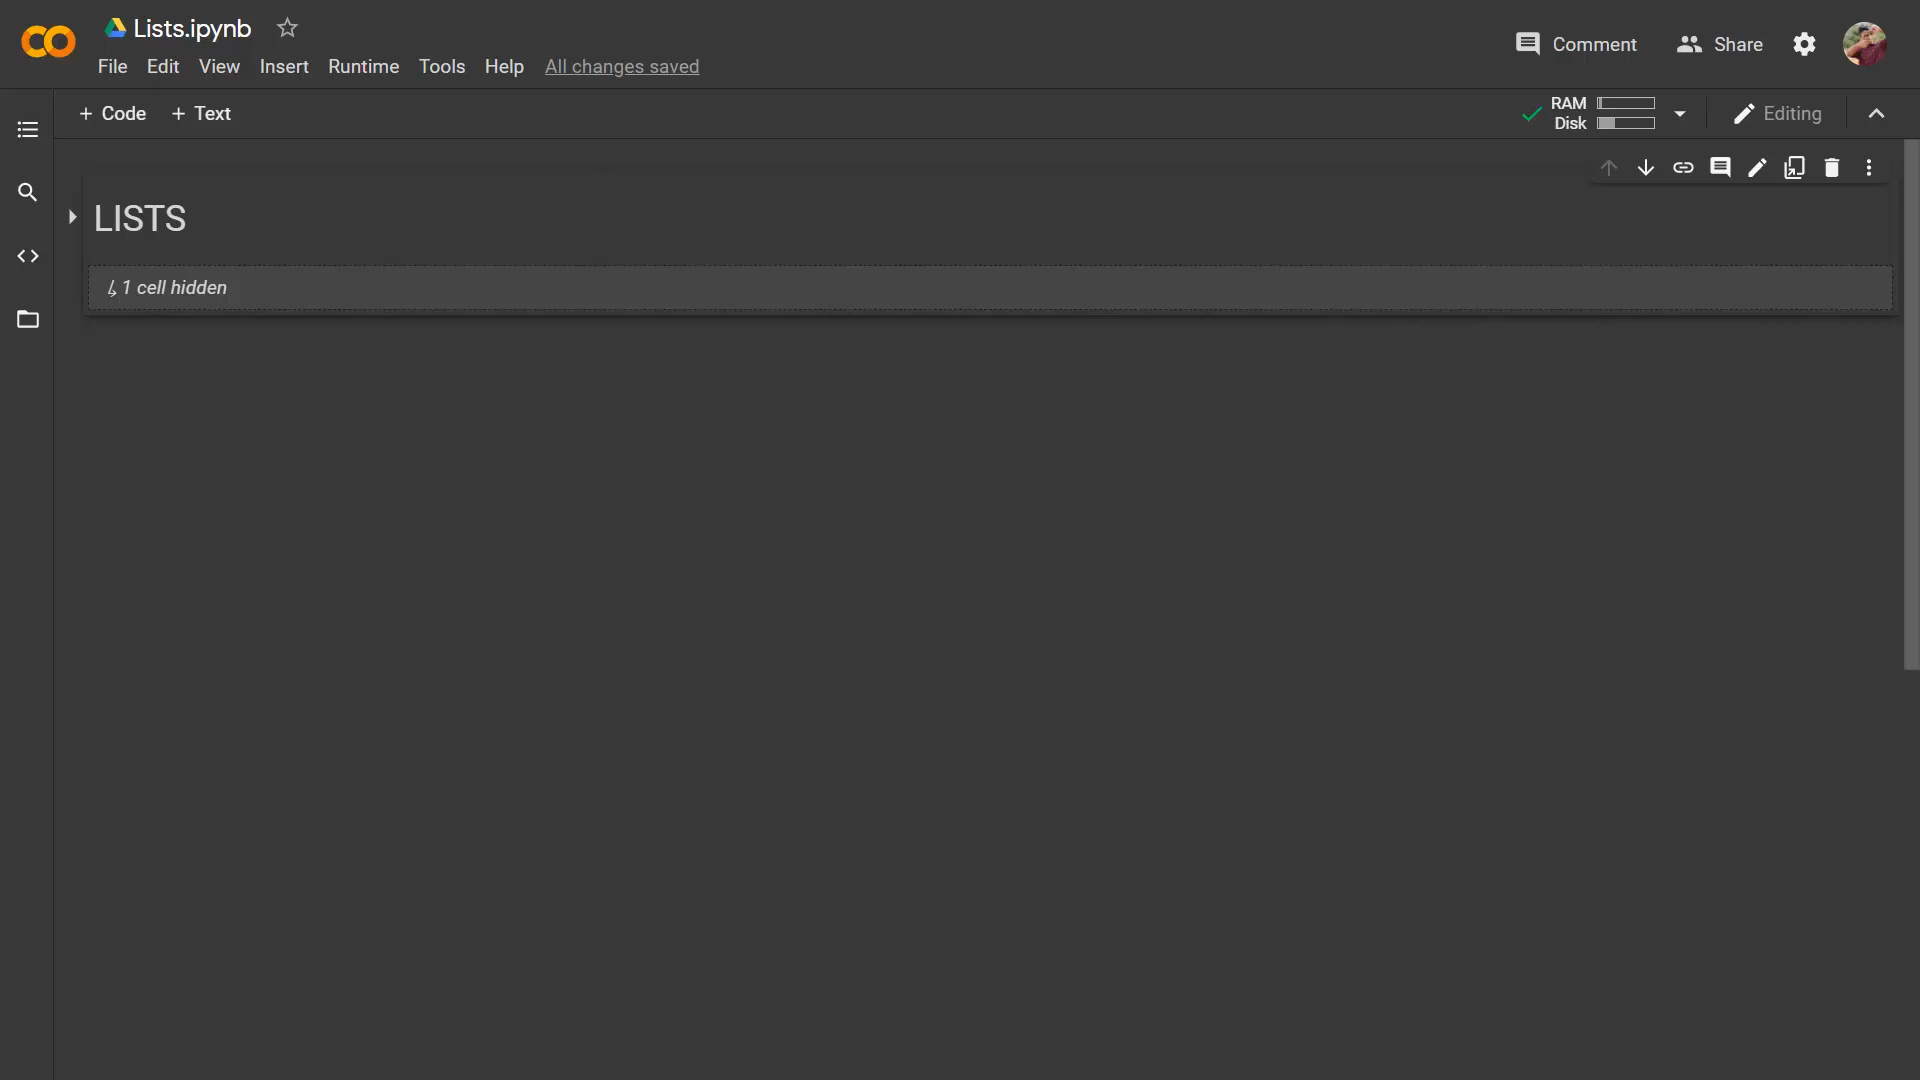 Lists.ipynb
File Edit View Insert Runtime Tools Help All changes saved
Comment Share
+ Code + Text
RAM
Disk
Editing
LISTS
↳ 1 cell hidden